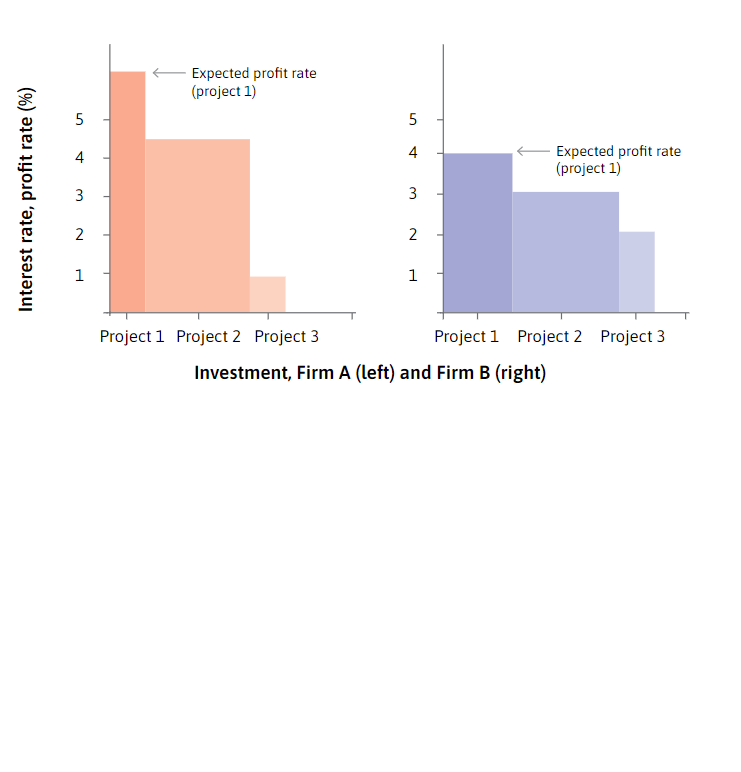 Interest rate, profit rate (%)
5
4
3
2
1
Expected profit rate
(project 1)
Project 1 Project 2 Project 3
5
4
3
2
1
Expected profit rate
(project 1)
Project 1 Project 2 Project 3
Investment, Firm A (left) and Firm B (right)